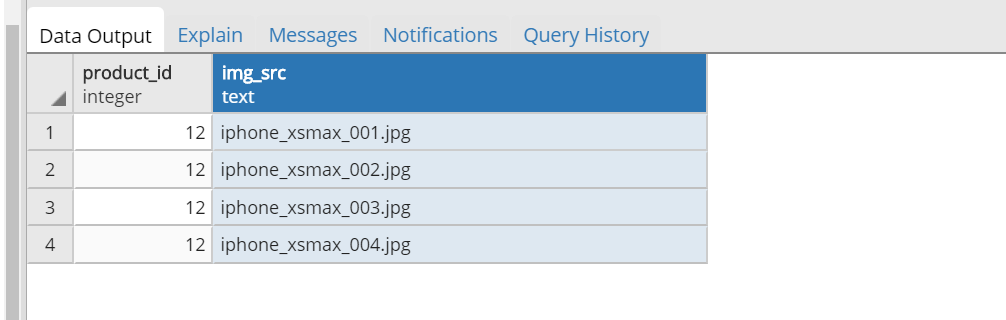 Data Output Explain Messages Notifications Query History
product_id img_src
integer text
1 12 iphone_xsmax_001.jpg
2 12 iphone_xsmax_002.jpg
3 12 iphone_xsmax_003.jpg
4 12 iphone_xsmax_004.jpg